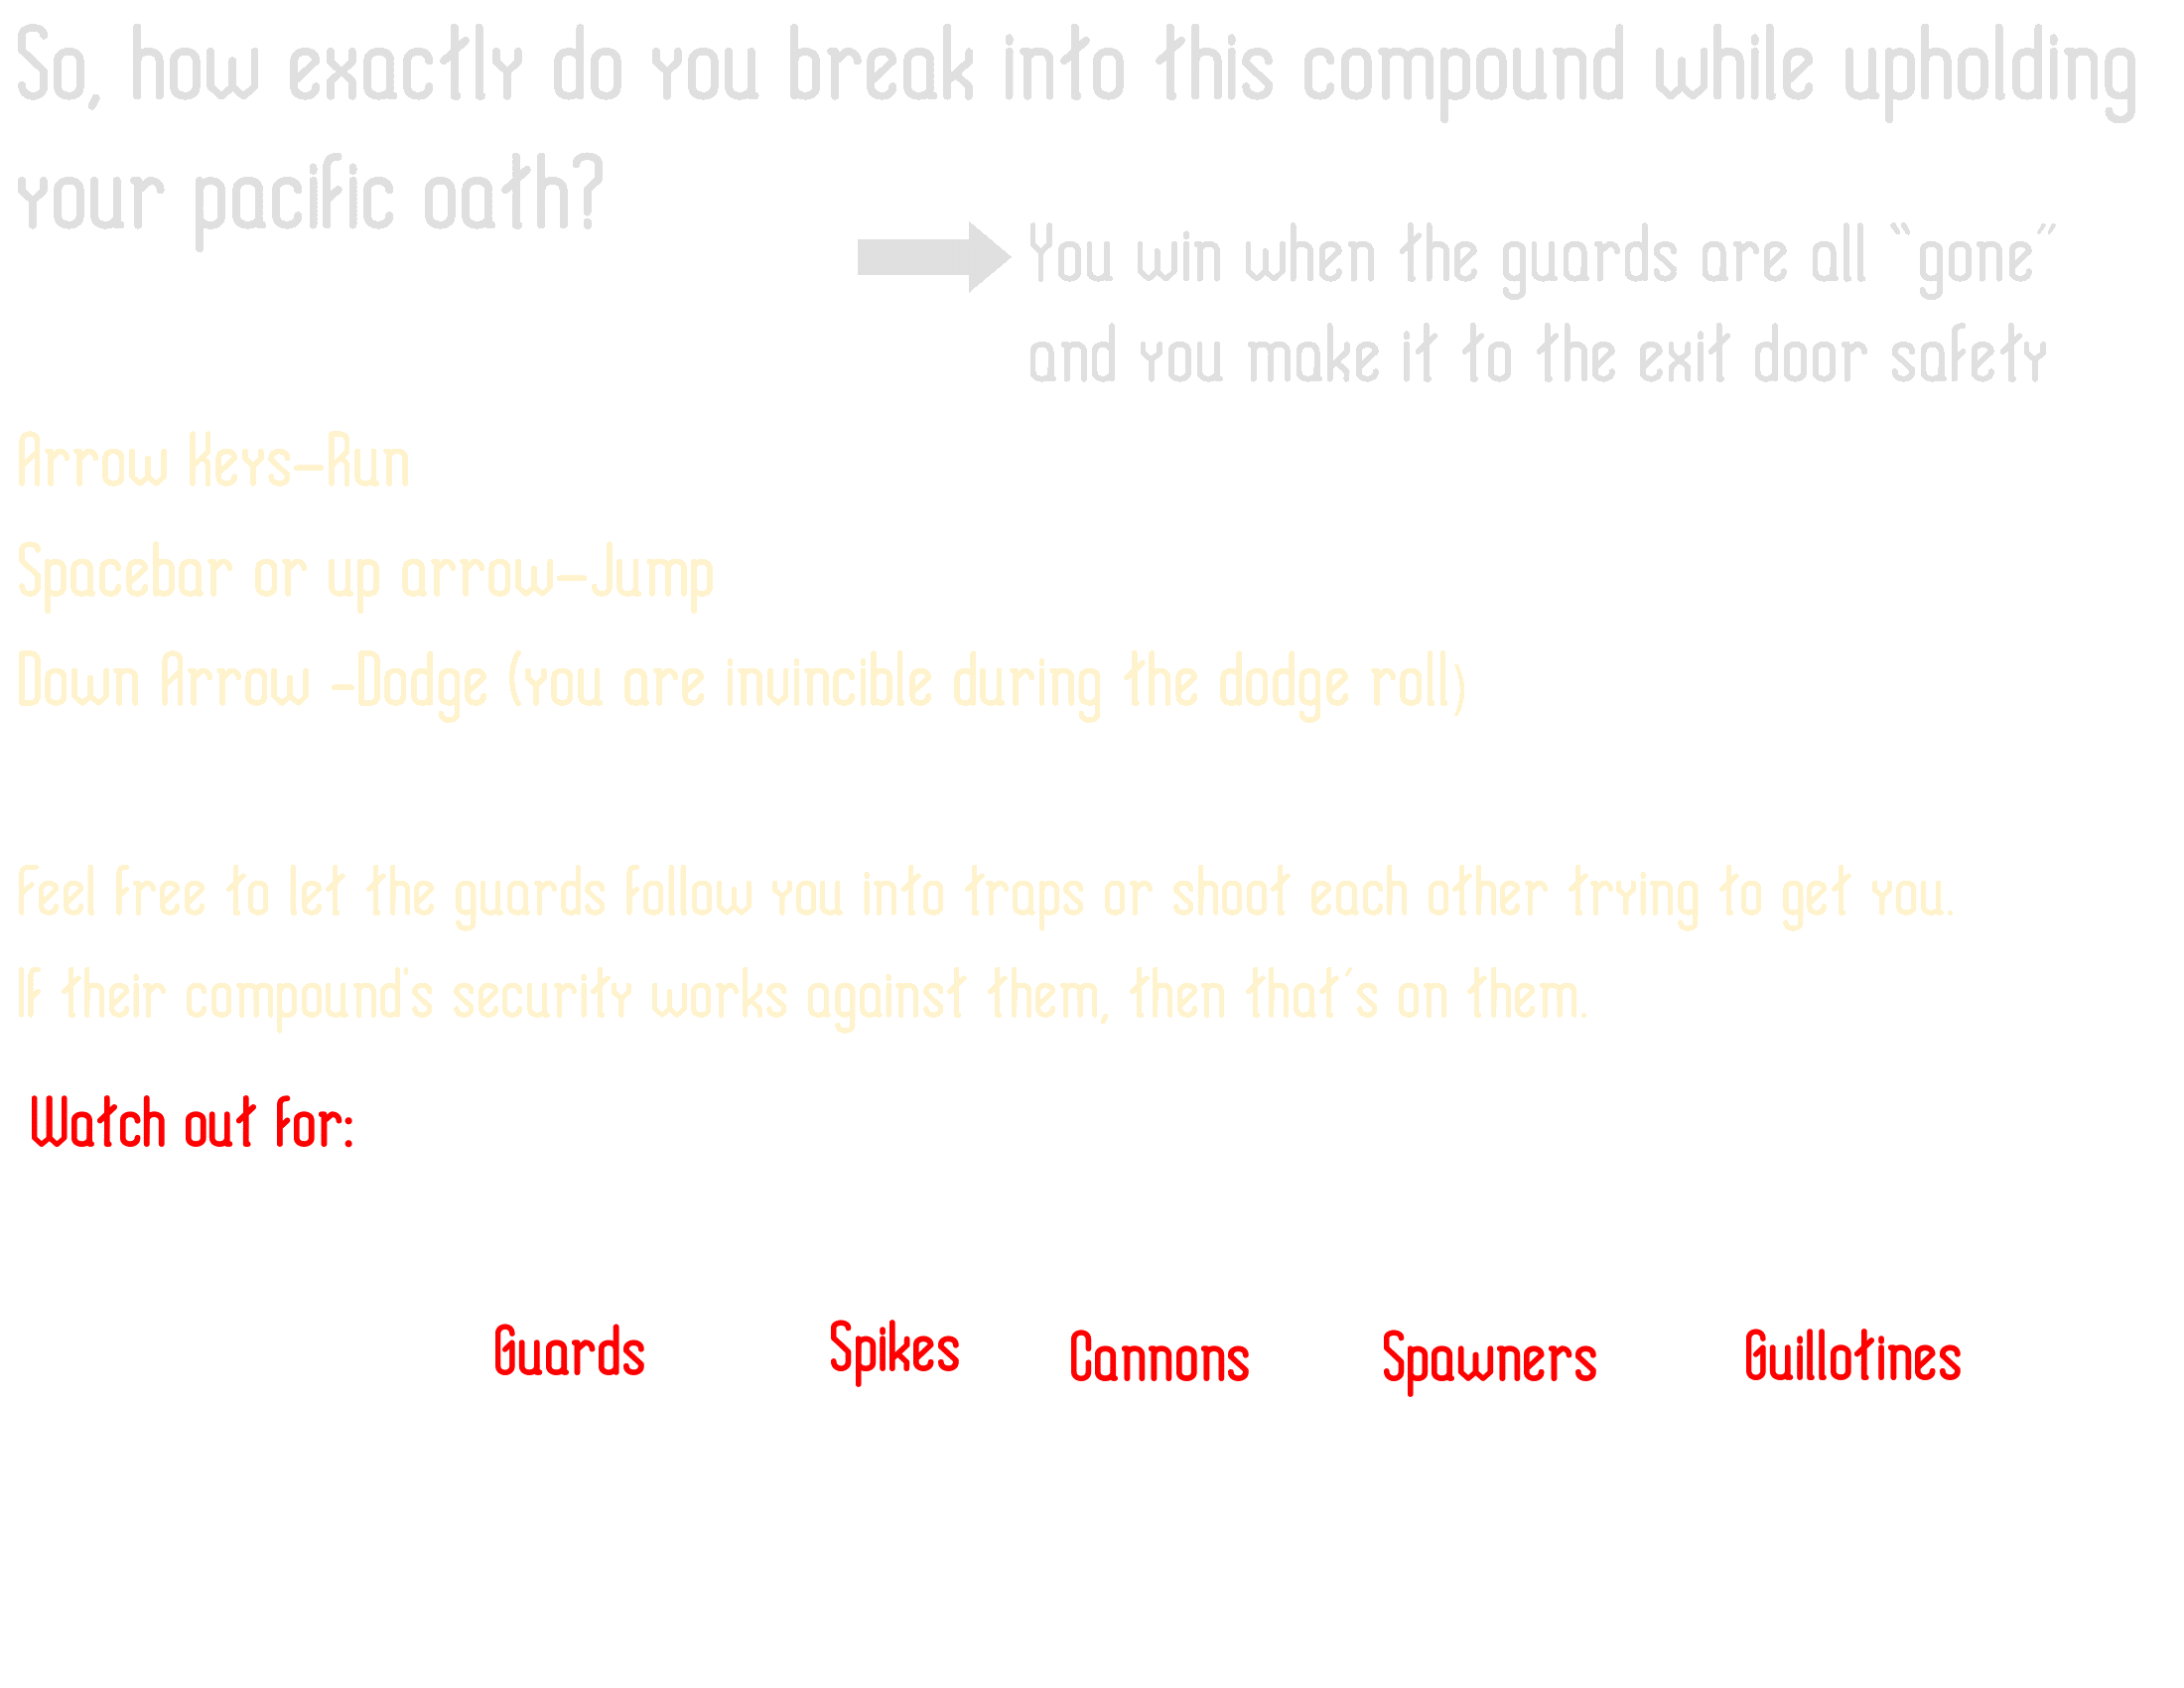 So, how exactly do you break into this compound while upholding
your pacific oath?
You win when the guards are all “gone”
and you make it to the exit door safety
Arrow Keys-Run
Spacebar or up arrow-Jump
Down Arrow -Dodge (you are invincible during the dodge roll)
Feel free to let the guards follow you into traps or shoot each other trying to get you.
If their compound's security works against them, then that’s on them.
Watch out for:
Guards Spikes Cannons Spawners Guillotines